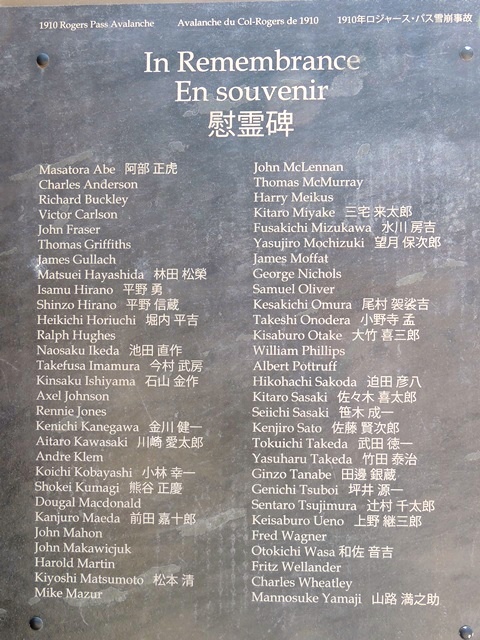 1910 Rogers Pass Avalanche
Avalanche du Col-Rogers de 1910
1910年ロジャース・パス雪崩事故
In Remembrance
En souvenir
慰霊碑
Masatora Abe 阿部 正虎
Charles Anderson
Richard Buckley
Victor Carlson
John Fraser
Thomas Griffiths
James Gullach
Matsuei Hayashida 林田 松榮
Isamu Hirano 平野 勇
Shinzo Hirano 平野 信蔵
Heikichi Horiuchi 堀内 平吉
Ralph Hughes
Naosaku Ikeda 池田 直作
Takefusa Imamura 今村 武房
Kinsaku Ishiyama 石山 金作
Axel Johnson
Rennie Jones
Kenichi Kanegawa 金川 健一
Aitaro Kawasaki 川崎 愛太郎
Andre Klem
Koichi Kobayashi 小林 幸一
Shokei Kumagi 熊谷 正慶
Dougal Macdonald
Kanjuro Maeda 前田 嘉十郎
John Mahon
John Makawicjuk
Harold Martin
Kiyoshi Matsumoto 松本 清
Mike Mazur
John McLennan
Thomas McMurray
Harry Meikus
Kitaro Miyake 三宅 来太郎
Fusakichi Mizukawa 氷川 房吉
Yasujiro Mochizuki 望月 保次郎
James Moffat
George Nichols
Samuel Oliver
Kesakichi Omura 尾村 袈裟吉
Takeshi Onodera 小野寺 孟
Kisaburo Otake 大竹 喜三郎
William Phillips
Albert Pottruff
Hikohachi Sakoda 迫田 彦八
Kitaro Sasaki 佐々木 喜太郎
Seiichi Sasaki 笹木 成一
Kenjiro Sato 佐藤 賢次郎
Tokuichi Takeda 武田 徳一
Yasuharu Takeda 竹田 泰治
Ginzo Tanabe 田邉 銀蔵
Genichi Tsuboi 坪井 源一
Sentaro Tsujimura 辻村 千太郎
Keisaburo Ueno 上野 継三郎
Fred Wagner
Otokichi Wasa 和佐 音吉
Fritz Wellander
Charles Wheatley
Mannosuke Yamaji 山路 満之助